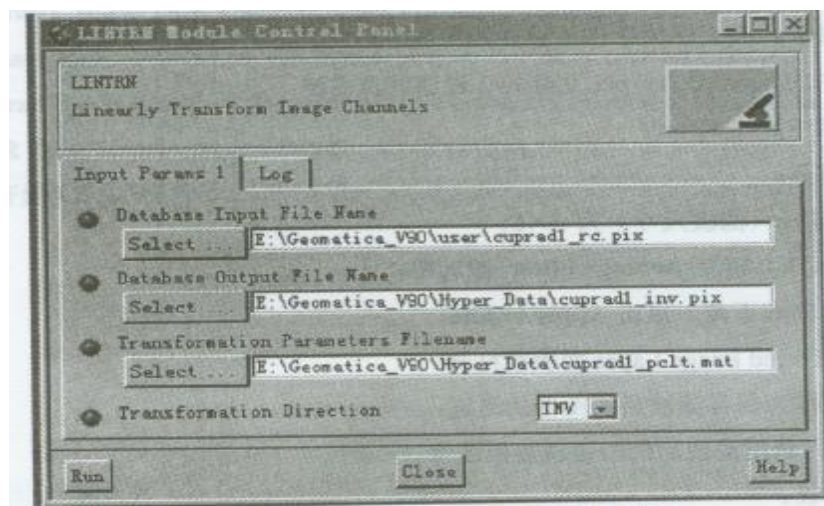 LINTRN Module Control Panel
LINTRN
Linearly Transform Image Channels
Input Params 1 Log
Database Input File Name
Select ... E:\Geomatica_V90\user\cuprad1_rc.pix
Database Output File Name
Select ... E:\Geomatica_V90\Hyper_Data\cuprad1_inv.pix
Transformation Parameters Filename
Select ... E:\Geomatica_V90\Hyper_Data\cuprad1_pclt.mat
Transformation Direction INV
Run Close Help